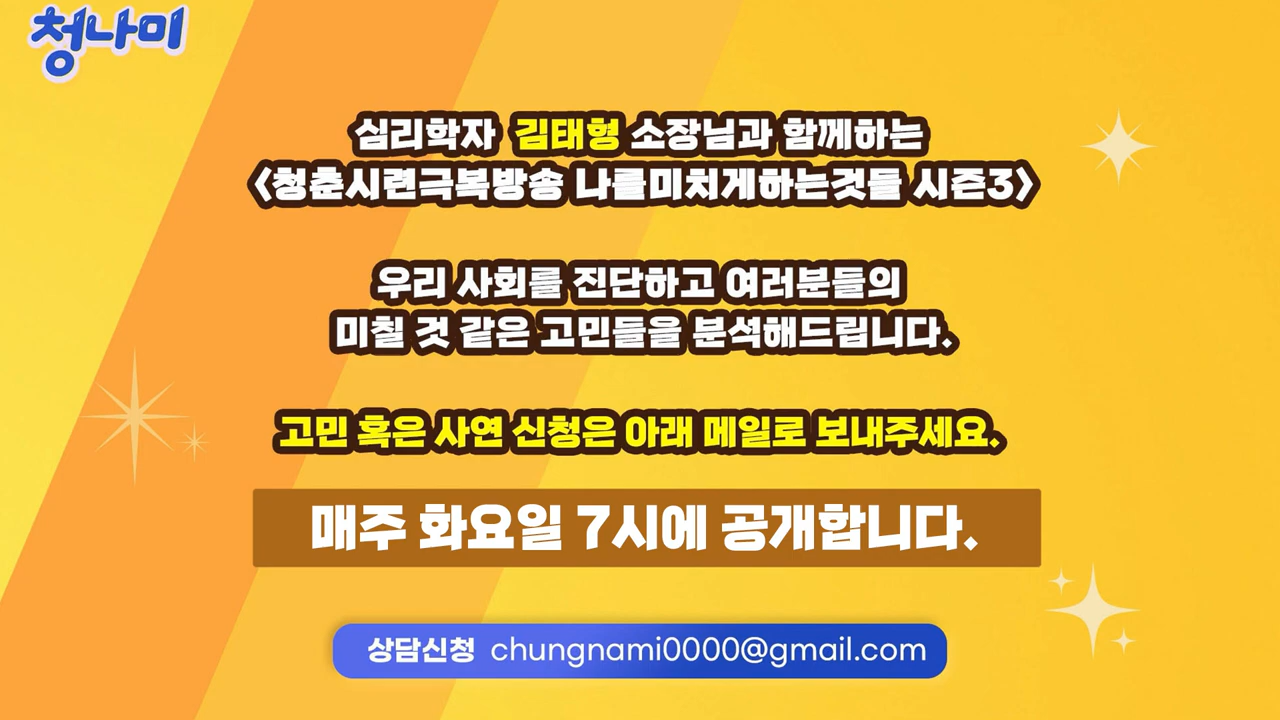 청나미
심리학자 김태형 소장님과 함께하는
<청춘시련극복방송 나를미치게하는것들 시즌3>
우리 사회를 진단하고 여러분들의
미칠 것 같은 고민들을 분석해드립니다.
고민 혹은 사연 신청은 아래 메일로 보내주세요.
매주 화요일 7시에 공개합니다.
상담신청 chungnami0000@gmail.com